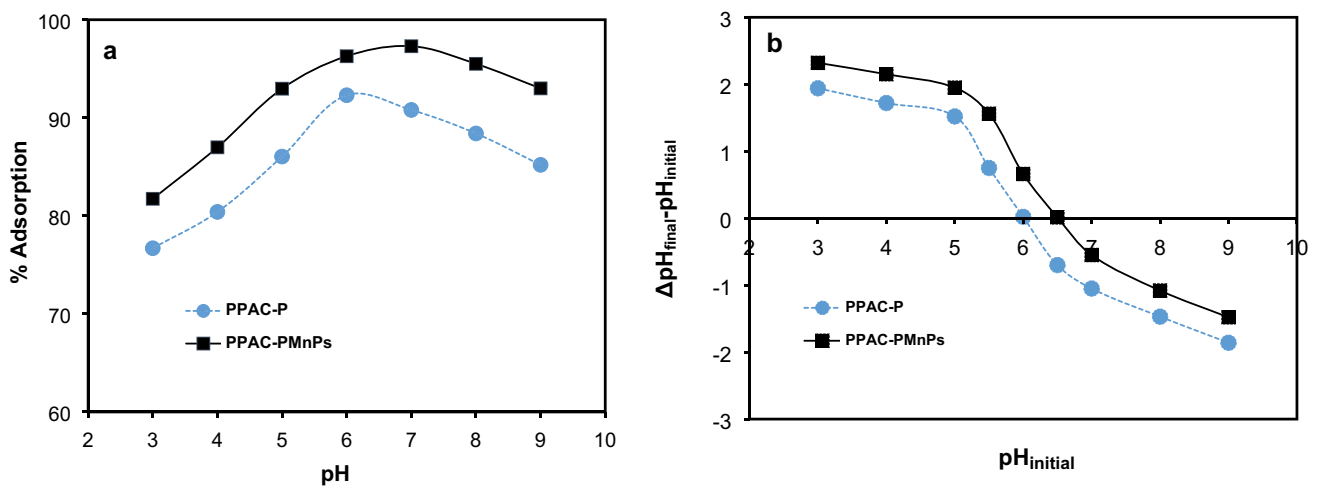 a
% Adsorption
100
90
80
70
60
PPAC-P
PPAC-PMnPs
2 3 4 5 6 7 8 9 10
pH
b
ΔpHfinal-pHinitial
3
2
1
0
2 3 4 5 6 7 8 9 10
-1
PPAC-P
PPAC-PMnPs
-2
-3
pHinitial